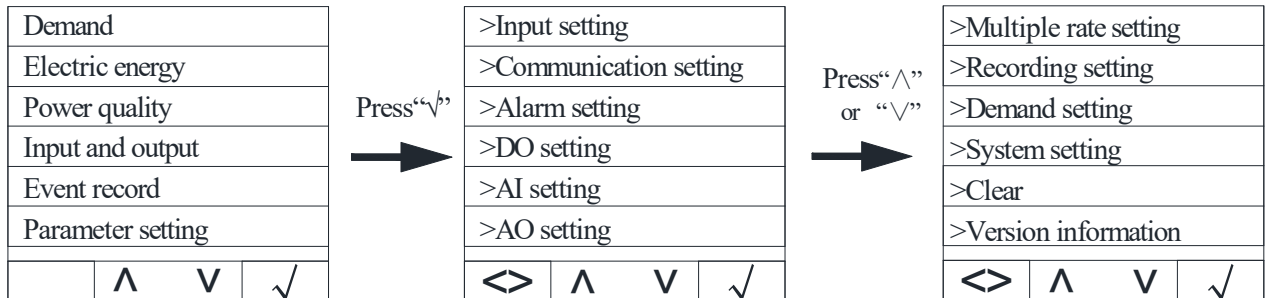 Demand
Electric energy
Power quality
Input and output
Event record
Parameter setting
∧ ∨ √
Press“√”
>Input setting
>Communication setting
>Alarm setting
>DO setting
>AI setting
>AO setting
<> ∧ ∨ √
Press“∧”
or “∨”
>Multiple rate setting
>Recording setting
>Demand setting
>System setting
>Clear
>Version information
<> ∧ ∨ √